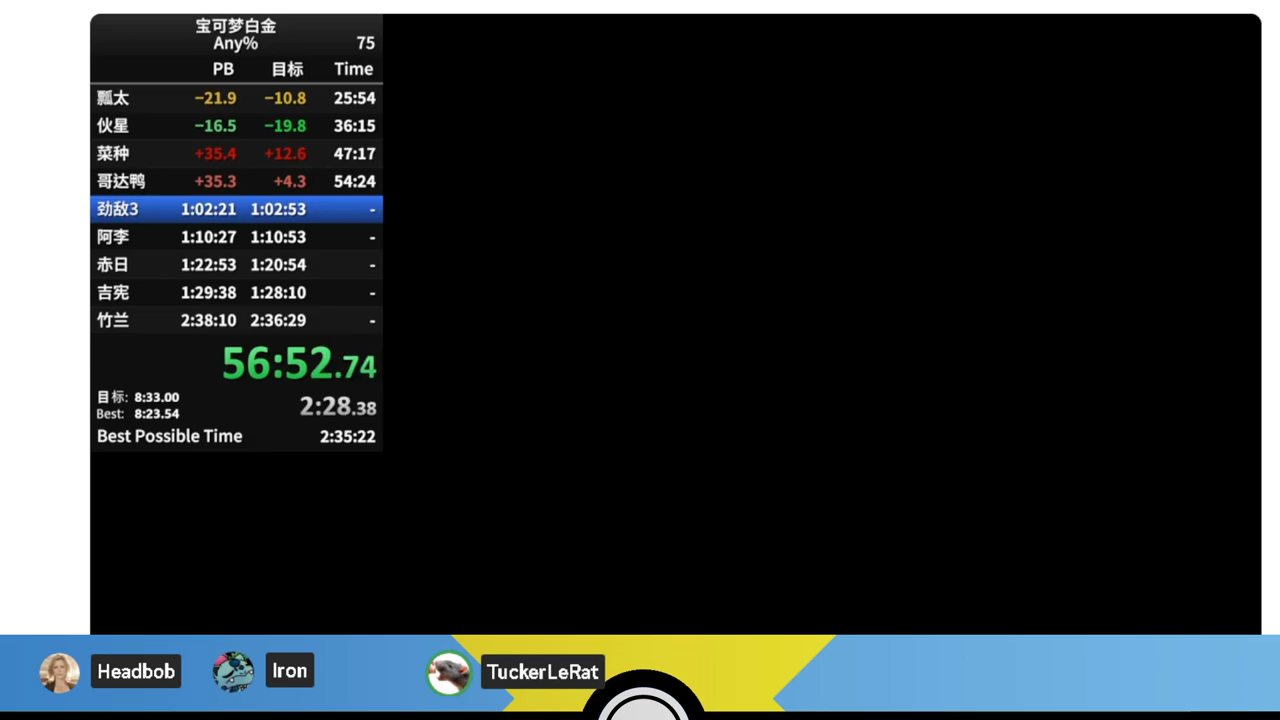 宝可梦白金
Any% 75
PB 目标 Time
瓢太 −21.9 −10.8 25:54
伙星 −16.5 −19.8 36:15
菜种 +35.4 +12.6 47:17
哥达鸭 +35.3 +4.3 54:24
劲敌3 1:02:21 1:02:53 -
阿李 1:10:27 1:10:53 -
赤日 1:22:53 1:20:54 -
吉宪 1:29:38 1:28:10 -
竹兰 2:38:10 2:36:29 -
56:52.74
目标: 8:33.00
Best: 8:23.54
2:28.38
Best Possible Time 2:35:22
Headbob Iron TuckerLeRat